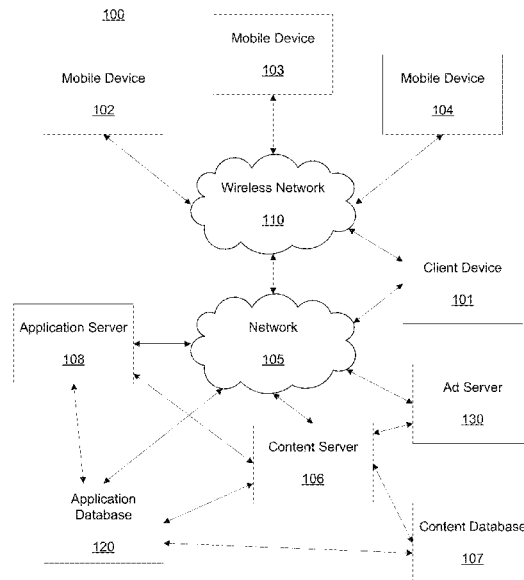 100
Mobile Device
103
Mobile Device
102
Mobile Device
104
Wireless Network
110
Client Device
101
Application Server
108
Network
105
Ad Server
130
Content Server
106
Application
Database
120
Content Database
107